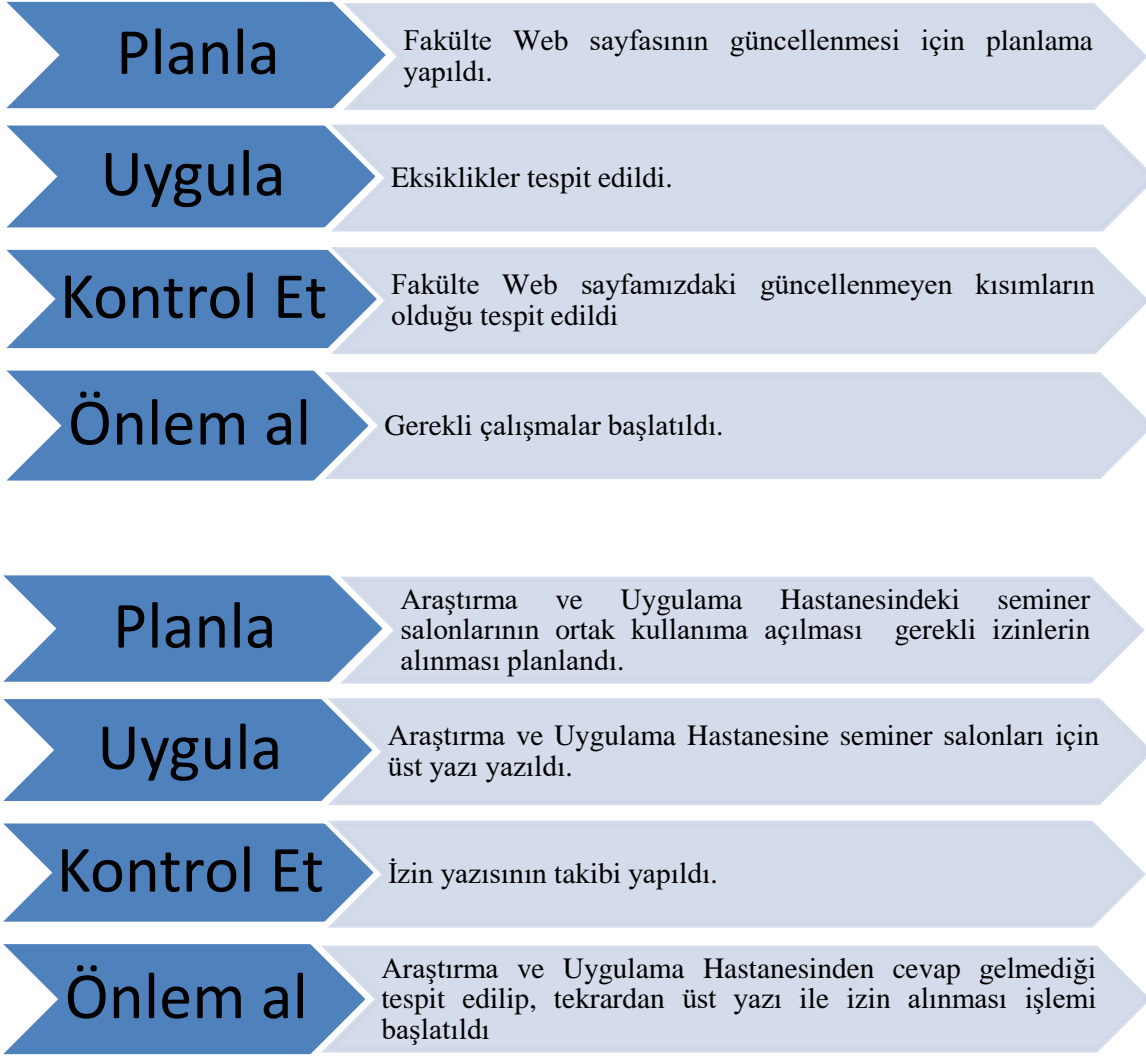 Planla
Fakülte Web sayfasının güncellenmesi için planlama
yapıldı.
Uygula
Eksiklikler tespit edildi.
Kontrol Et
Fakülte Web sayfamızdaki güncellenmeyen kısımların
olduğu tespit edildi
Önlem al
Gerekli çalışmalar başlatıldı.
Planla
Araştırma ve Uygulama Hastanesindeki seminer
salonlarının ortak kullanıma açılması gerekli izinlerin
alınması planlandı.
Uygula
Araştırma ve Uygulama Hastanesine seminer salonları için
üst yazı yazıldı.
Kontrol Et
İzin yazısının takibi yapıldı.
Önlem al
Araştırma ve Uygulama Hastanesinden cevap gelmediği
tespit edilip, tekrardan üst yazı ile izin alınması işlemi
başlatıldı